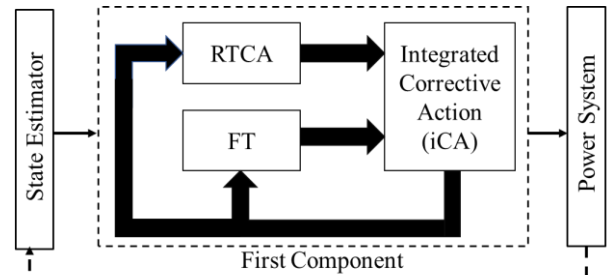 State Estimator
RTCA
FT
Integrated
Corrective
Action
(iCA)
Power System
First Component